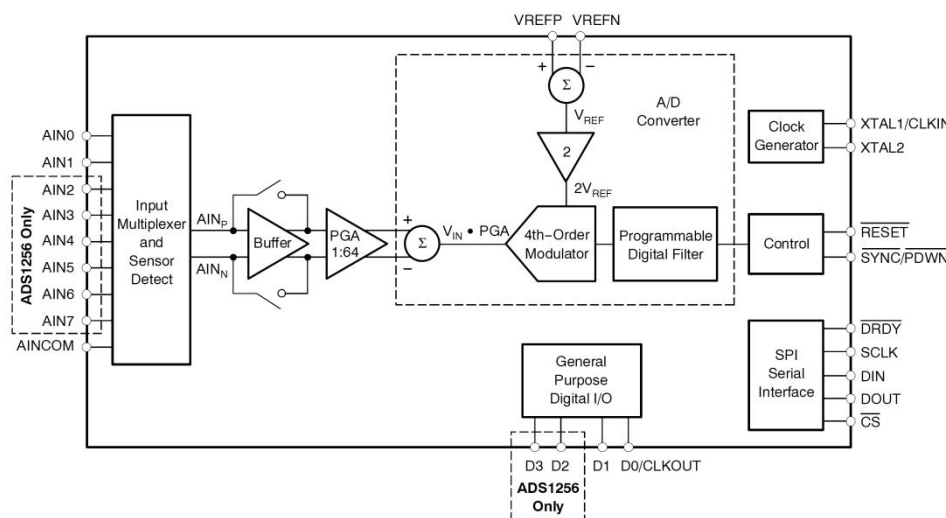 VREFP VREFN
+ −
Σ
A/D
Converter
VREF
2
2VREF
Clock
Generator
XTAL1/CLKIN
XTAL2
AIN0
AIN1
AIN2
AIN3
AIN4
AIN5
AIN6
AIN7
AINCOM
ADS1256 Only
Input
Multiplexer
and
Sensor
Detect
AINP
AINN
Buffer
PGA
1:64
+
Σ
−
VIN • PGA
4th−Order
Modulator
Programmable
Digital Filter
Control
RESET
SYNC/PDWN
General
Purpose
Digital I/O
SPI
Serial
Interface
DRDY
SCLK
DIN
DOUT
CS
D3 D2 D1 D0/CLKOUT
ADS1256
Only